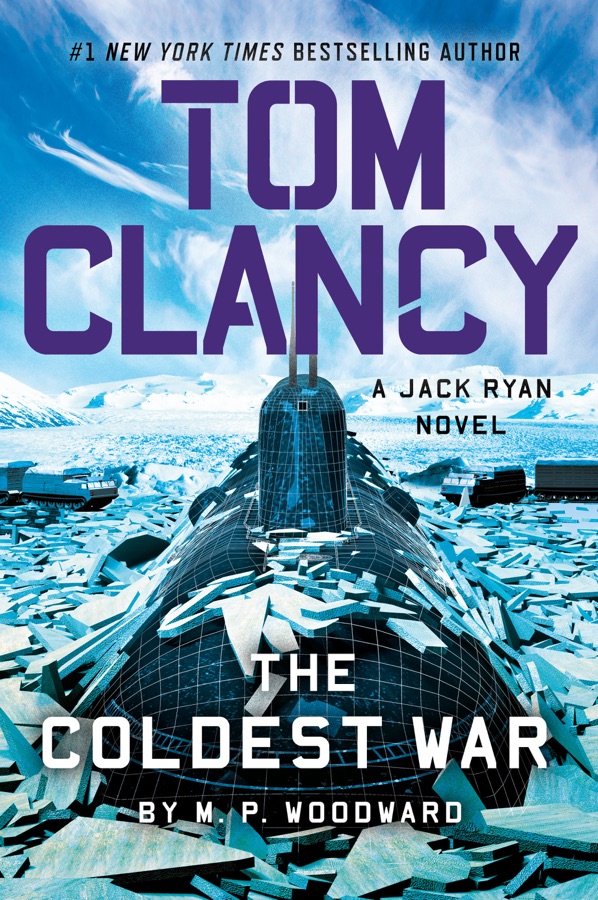 #1 NEW YORK TIMES BESTSELLING AUTHOR
TOM
CLANCY
A JACK RYAN
NOVEL
THE
COLDEST WAR
BY M. P. WOODWARD